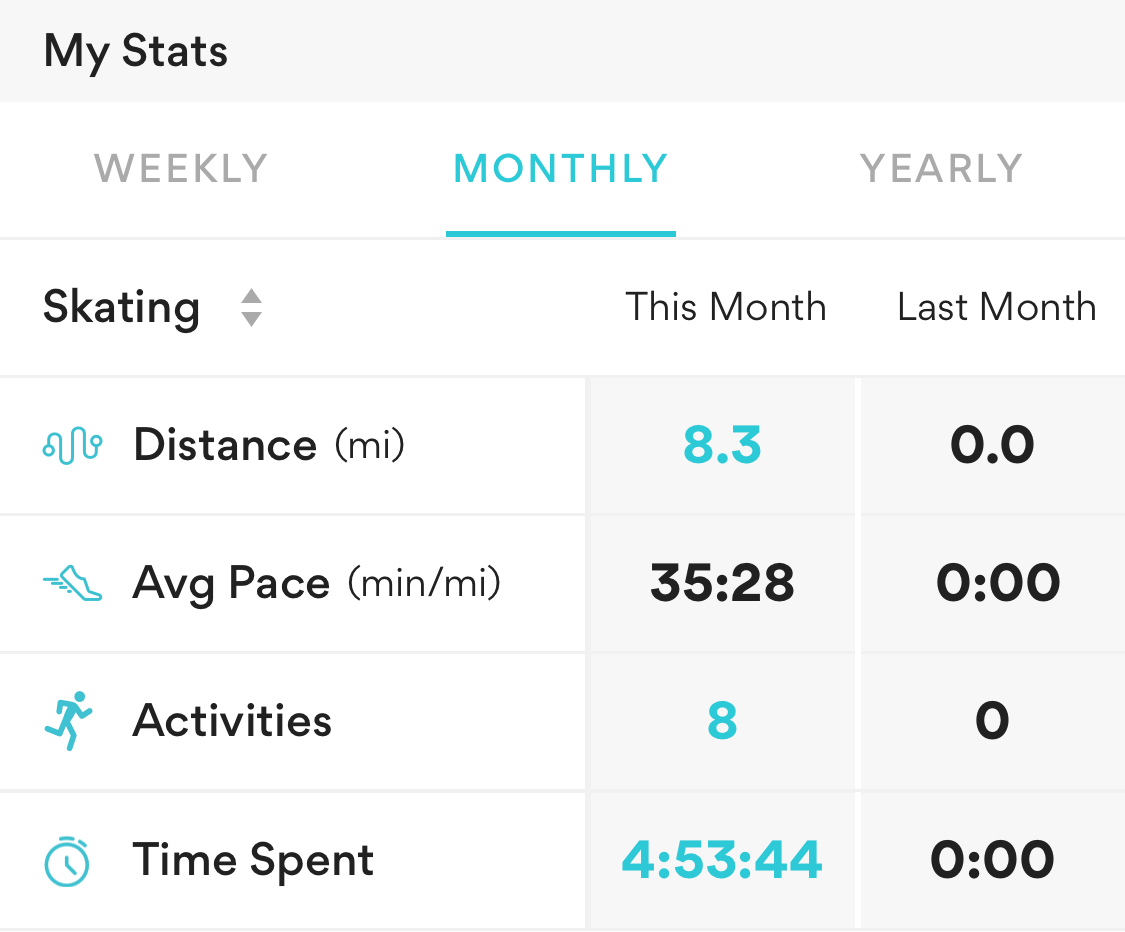 My Stats
WEEKLY MONTHLY YEARLY
Skating This Month Last Month
Distance (mi) 8.3 0.0
Avg Pace (min/mi) 35:28 0:00
Activities 8 0
Time Spent 4:53:44 0:00